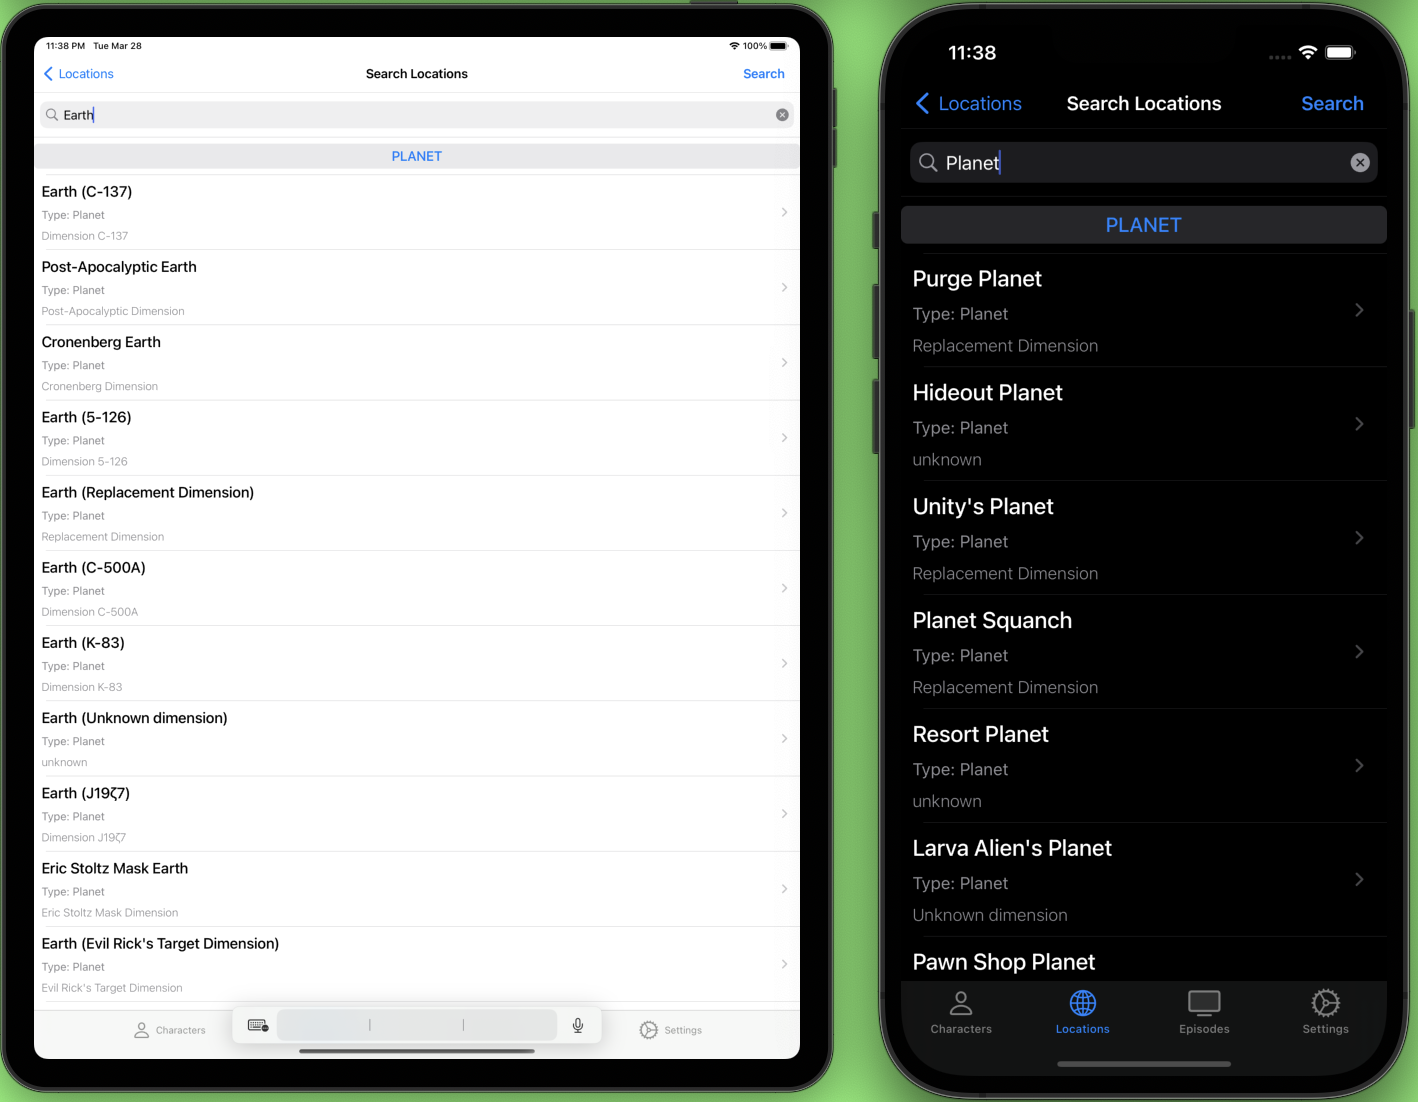 11:38 PM Tue Mar 28
100%
Locations
Search Locations
Search
Earth
PLANET
Earth (C-137)
Type: Planet
Dimension C-137
Post-Apocalyptic Earth
Type: Planet
Post-Apocalyptic Dimension
Cronenberg Earth
Type: Planet
Cronenberg Dimension
Earth (5-126)
Type: Planet
Dimension 5-126
Earth (Replacement Dimension)
Type: Planet
Replacement Dimension
Earth (C-500A)
Type: Planet
Dimension C-500A
Earth (K-83)
Type: Planet
Dimension K-83
Earth (Unknown dimension)
Type: Planet
unknown
Earth (J19ζ7)
Type: Planet
Dimension J19ζ7
Eric Stoltz Mask Earth
Type: Planet
Eric Stoltz Mask Dimension
Earth (Evil Rick's Target Dimension)
Type: Planet
Evil Rick's Target Dimension
Characters
Settings
11:38
Locations
Search Locations
Search
Planet
PLANET
Purge Planet
Type: Planet
Replacement Dimension
Hideout Planet
Type: Planet
unknown
Unity's Planet
Type: Planet
Replacement Dimension
Planet Squanch
Type: Planet
Replacement Dimension
Resort Planet
Type: Planet
unknown
Larva Alien's Planet
Type: Planet
Unknown dimension
Pawn Shop Planet
Characters
Locations
Episodes
Settings